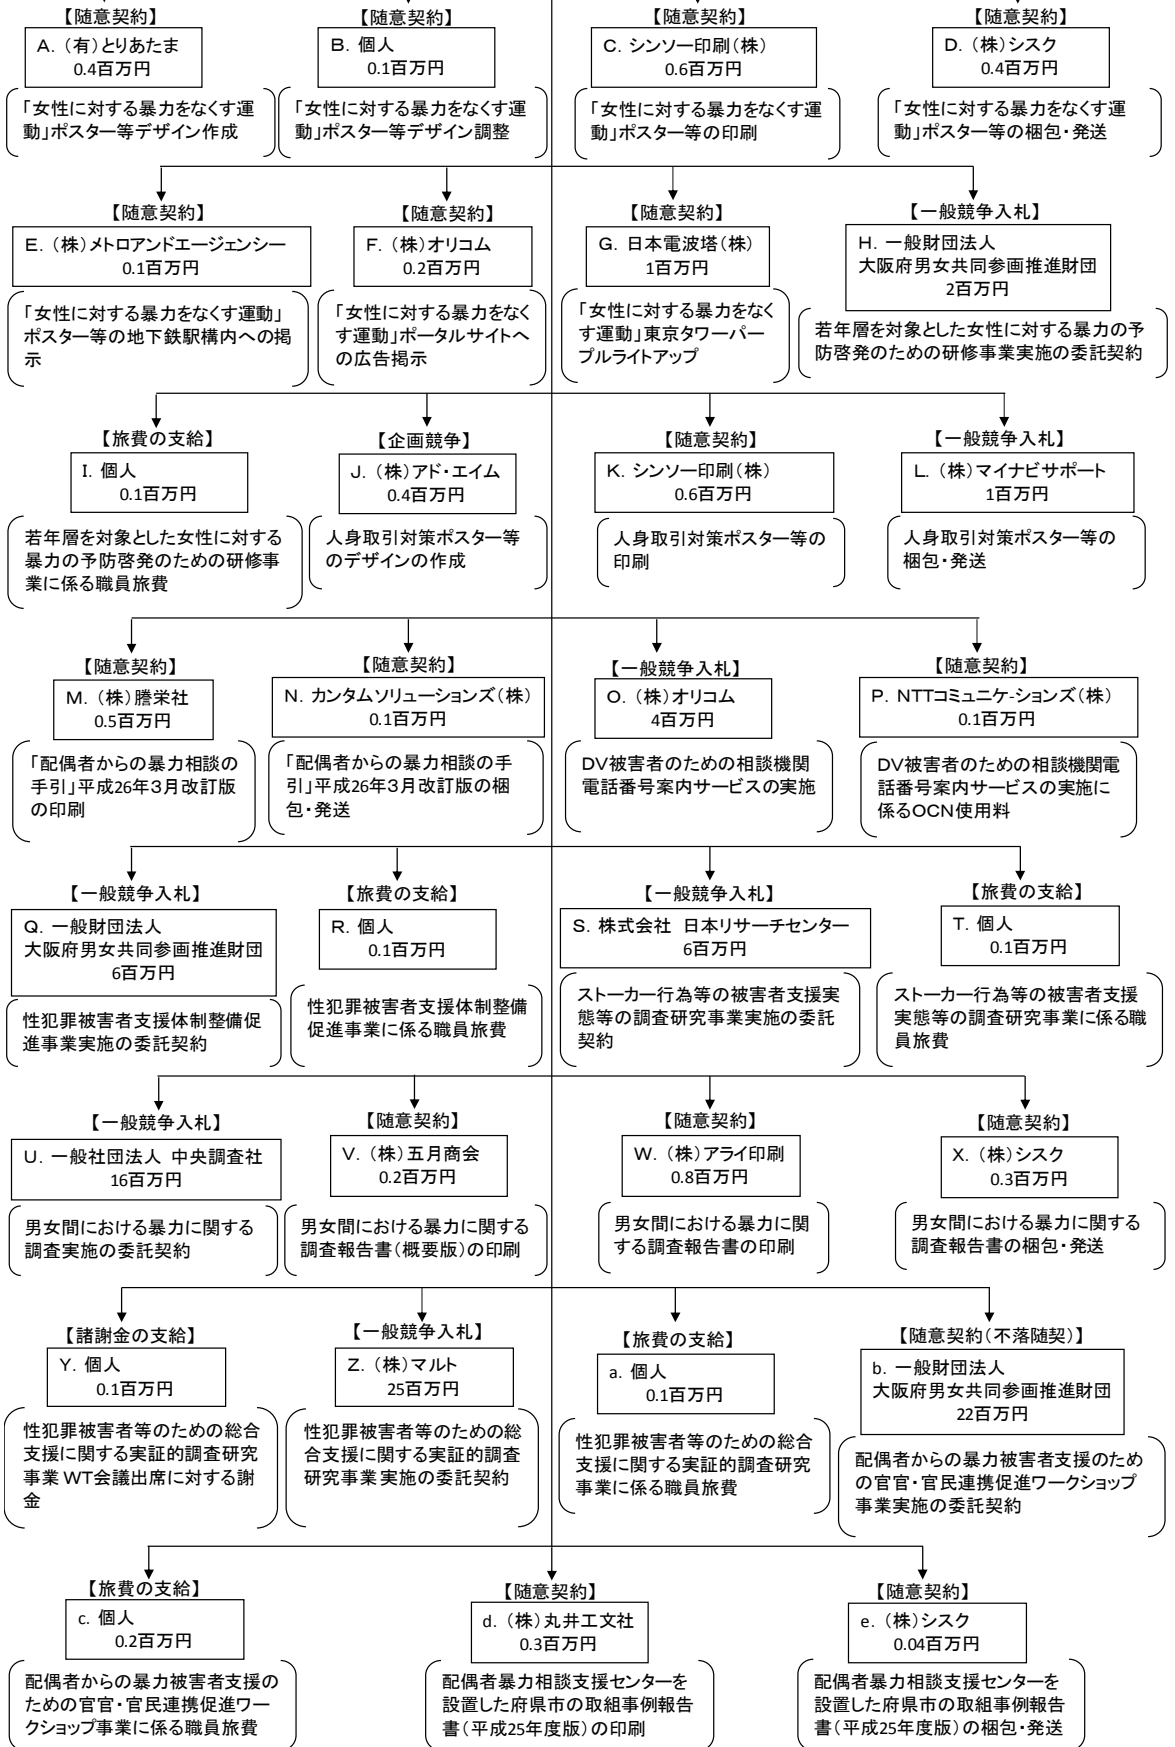 【随意契約】
A. （有）とりあたま
0.4百万円
「女性に対する暴力をなくす運
動」ポスター等デザイン作成
【随意契約】
B. 個人
0.1百万円
「女性に対する暴力をなくす運
動」ポスター等デザイン調整
【随意契約】
C. シンソー印刷（株）
0.6百万円
「女性に対する暴力をなくす運
動」ポスター等の印刷
【随意契約】
D. （株）シスク
0.4百万円
「女性に対する暴力をなくす運
動」ポスター等の梱包・発送
【随意契約】
E. （株）メトロアンドエージェンシー
0.1百万円
「女性に対する暴力をなくす運動」
ポスター等の地下鉄駅構内への掲
示
【随意契約】
F. （株）オリコム
0.2百万円
「女性に対する暴力をなく
す運動」ポータルサイトへ
の広告掲示
【随意契約】
G. 日本電波塔（株）
1百万円
「女性に対する暴力をなく
す運動」東京タワーパー
プルライトアップ
【一般競争入札】
H. 一般財団法人
大阪府男女共同参画推進財団
2百万円
若年層を対象とした女性に対する暴力の予
防啓発のための研修事業実施の委託契約
【旅費の支給】
I. 個人
0.1百万円
若年層を対象とした女性に対する
暴力の予防啓発のための研修事
業に係る職員旅費
【企画競争】
J. （株）アド・エイム
0.4百万円
人身取引対策ポスター等
のデザインの作成
【随意契約】
K. シンソー印刷（株）
0.6百万円
人身取引対策ポスター等の
印刷
【一般競争入札】
L. （株）マイナビサポート
1百万円
人身取引対策ポスター等の
梱包・発送
【随意契約】
M. （株）謄栄社
0.5百万円
「配偶者からの暴力相談の
手引」平成26年３月改訂版
の印刷
【随意契約】
N. カンタムソリューションズ（株）
0.1百万円
「配偶者からの暴力相談の手
引」平成26年３月改訂版の梱
包・発送
【一般競争入札】
O. （株）オリコム
4百万円
DV被害者のための相談機関
電話番号案内サービスの実施
【随意契約】
P. NTTコミュニケ-ションズ（株）
0.1百万円
DV被害者のための相談機関電
話番号案内サービスの実施に
係るOCN使用料
【一般競争入札】
Q. 一般財団法人
大阪府男女共同参画推進財団
6百万円
性犯罪被害者支援体制整備促
進事業実施の委託契約
【旅費の支給】
R. 個人
0.1百万円
性犯罪被害者支援体制整備
促進事業に係る職員旅費
【一般競争入札】
S. 株式会社 日本リサーチセンター
6百万円
ストーカー行為等の被害者支援実
態等の調査研究事業実施の委託
契約
【旅費の支給】
T. 個人
0.1百万円
ストーカー行為等の被害者支援
実態等の調査研究事業に係る職
員旅費
【一般競争入札】
U. 一般社団法人 中央調査社
16百万円
男女間における暴力に関する
調査実施の委託契約
【随意契約】
V. （株）五月商会
0.2百万円
男女間における暴力に関する
調査報告書（概要版）の印刷
【随意契約】
W. （株）アライ印刷
0.8百万円
男女間における暴力に関
する調査報告書の印刷
【随意契約】
X. （株）シスク
0.3百万円
男女間における暴力に関する
調査報告書の梱包・発送
【諸謝金の支給】
Y. 個人
0.1百万円
性犯罪被害者等のための総合
支援に関する実証的調査研究
事業 WT会議出席に対する謝
金
【一般競争入札】
Z. （株）マルト
25百万円
性犯罪被害者等のための総
合支援に関する実証的調査
研究事業実施の委託契約
【旅費の支給】
a. 個人
0.1百万円
性犯罪被害者等のための総合
支援に関する実証的調査研究
事業に係る職員旅費
【随意契約（不落随契）】
b. 一般財団法人
大阪府男女共同参画推進財団
22百万円
配偶者からの暴力被害者支援のため
の官官・官民連携促進ワークショップ
事業実施の委託契約
【旅費の支給】
c. 個人
0.2百万円
配偶者からの暴力被害者支援の
ための官官・官民連携促進ワー
クショップ事業に係る職員旅費
【随意契約】
d. （株）丸井工文社
0.3百万円
配偶者暴力相談支援センターを
設置した府県市の取組事例報告
書（平成25年度版）の印刷
【随意契約】
e. （株）シスク
0.04百万円
配偶者暴力相談支援センターを
設置した府県市の取組事例報告
書（平成25年度版）の梱包・発送